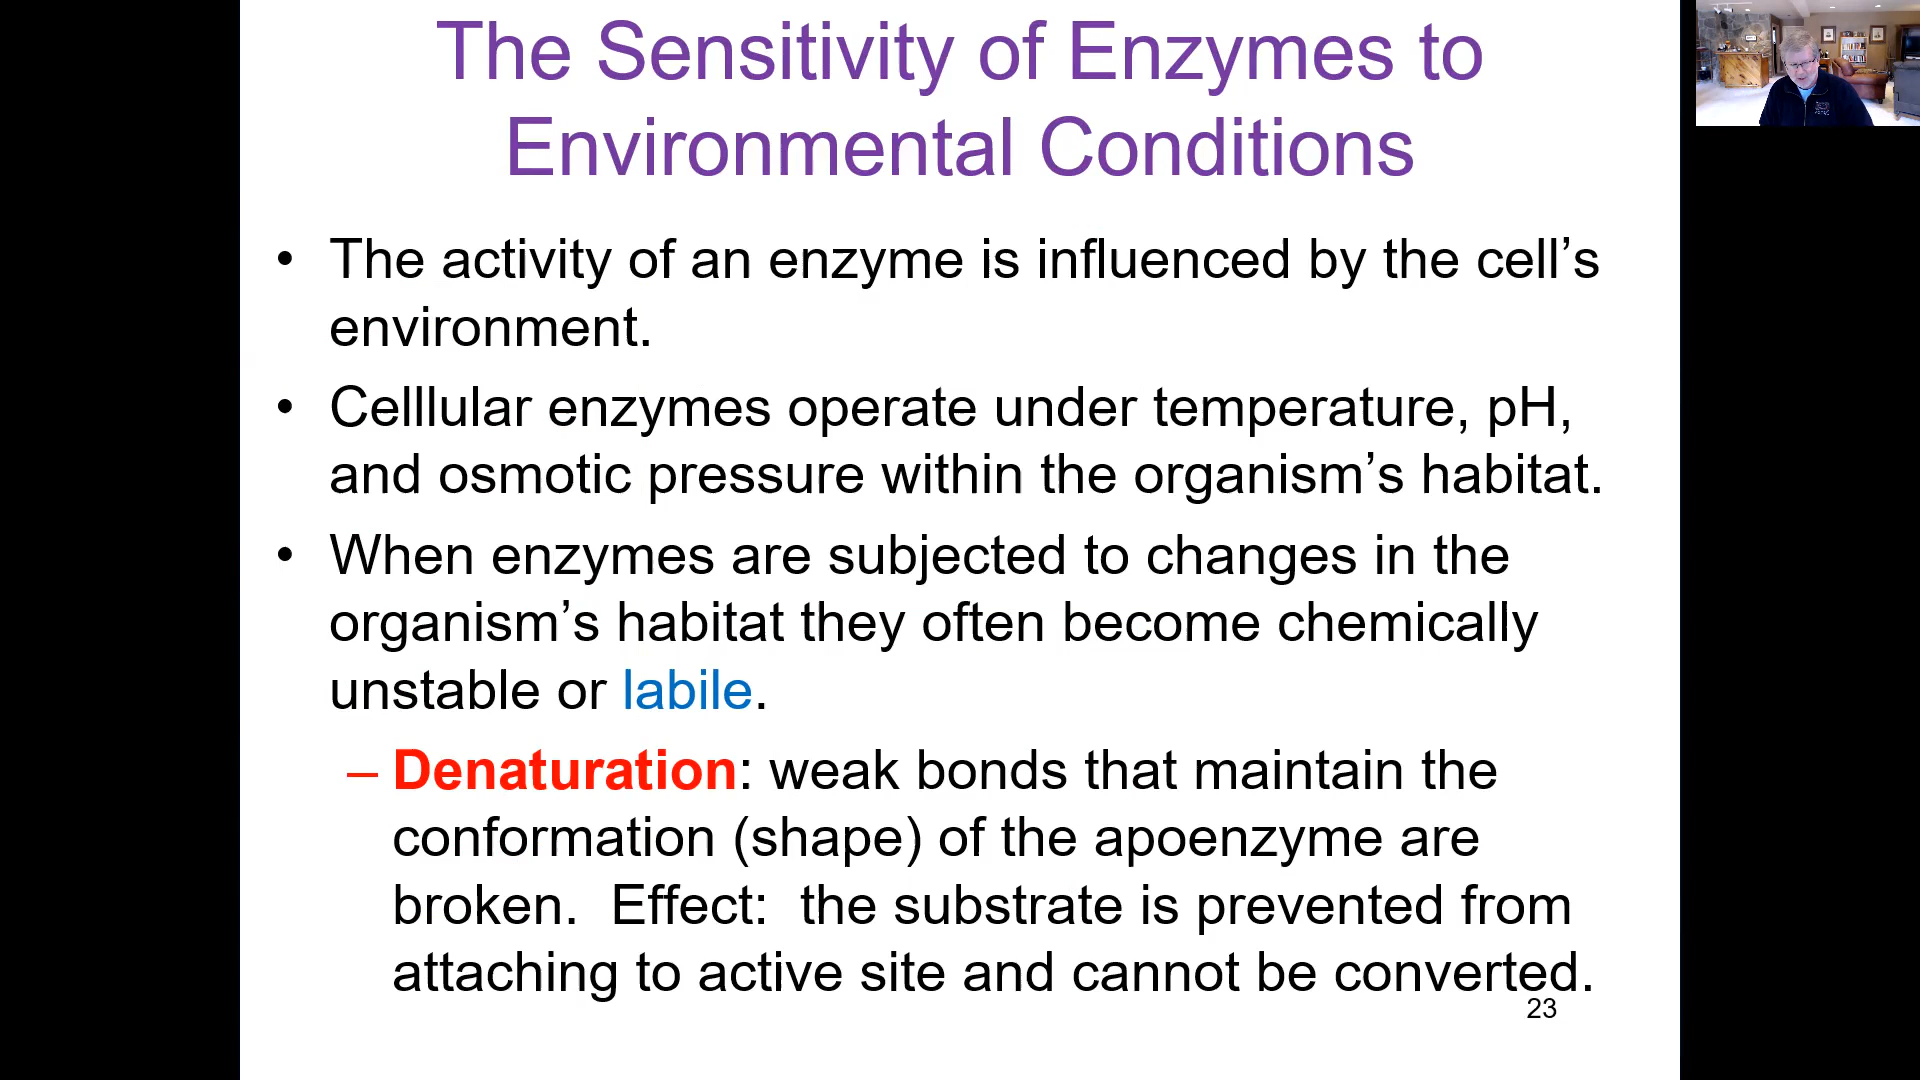 The Sensitivity of Enzymes to
Environmental Conditions
• The activity of an enzyme is influenced by the cell’s
environment.
• Celllular enzymes operate under temperature, pH,
and osmotic pressure within the organism’s habitat.
• When enzymes are subjected to changes in the
organism’s habitat they often become chemically
unstable or labile.
– Denaturation: weak bonds that maintain the
conformation (shape) of the apoenzyme are
broken.  Effect:  the substrate is prevented from
attaching to active site and cannot be converted.
23